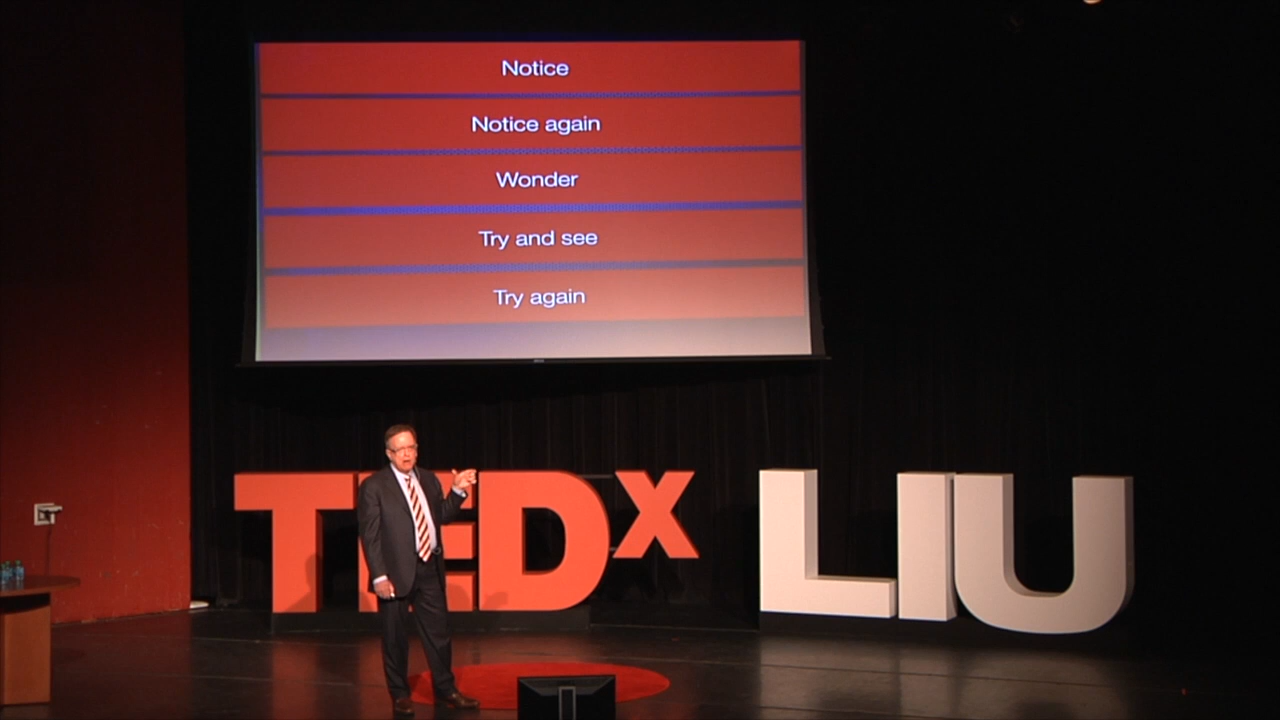 Notice
Notice again
Wonder
Try and see
Try again
TEDx LIU